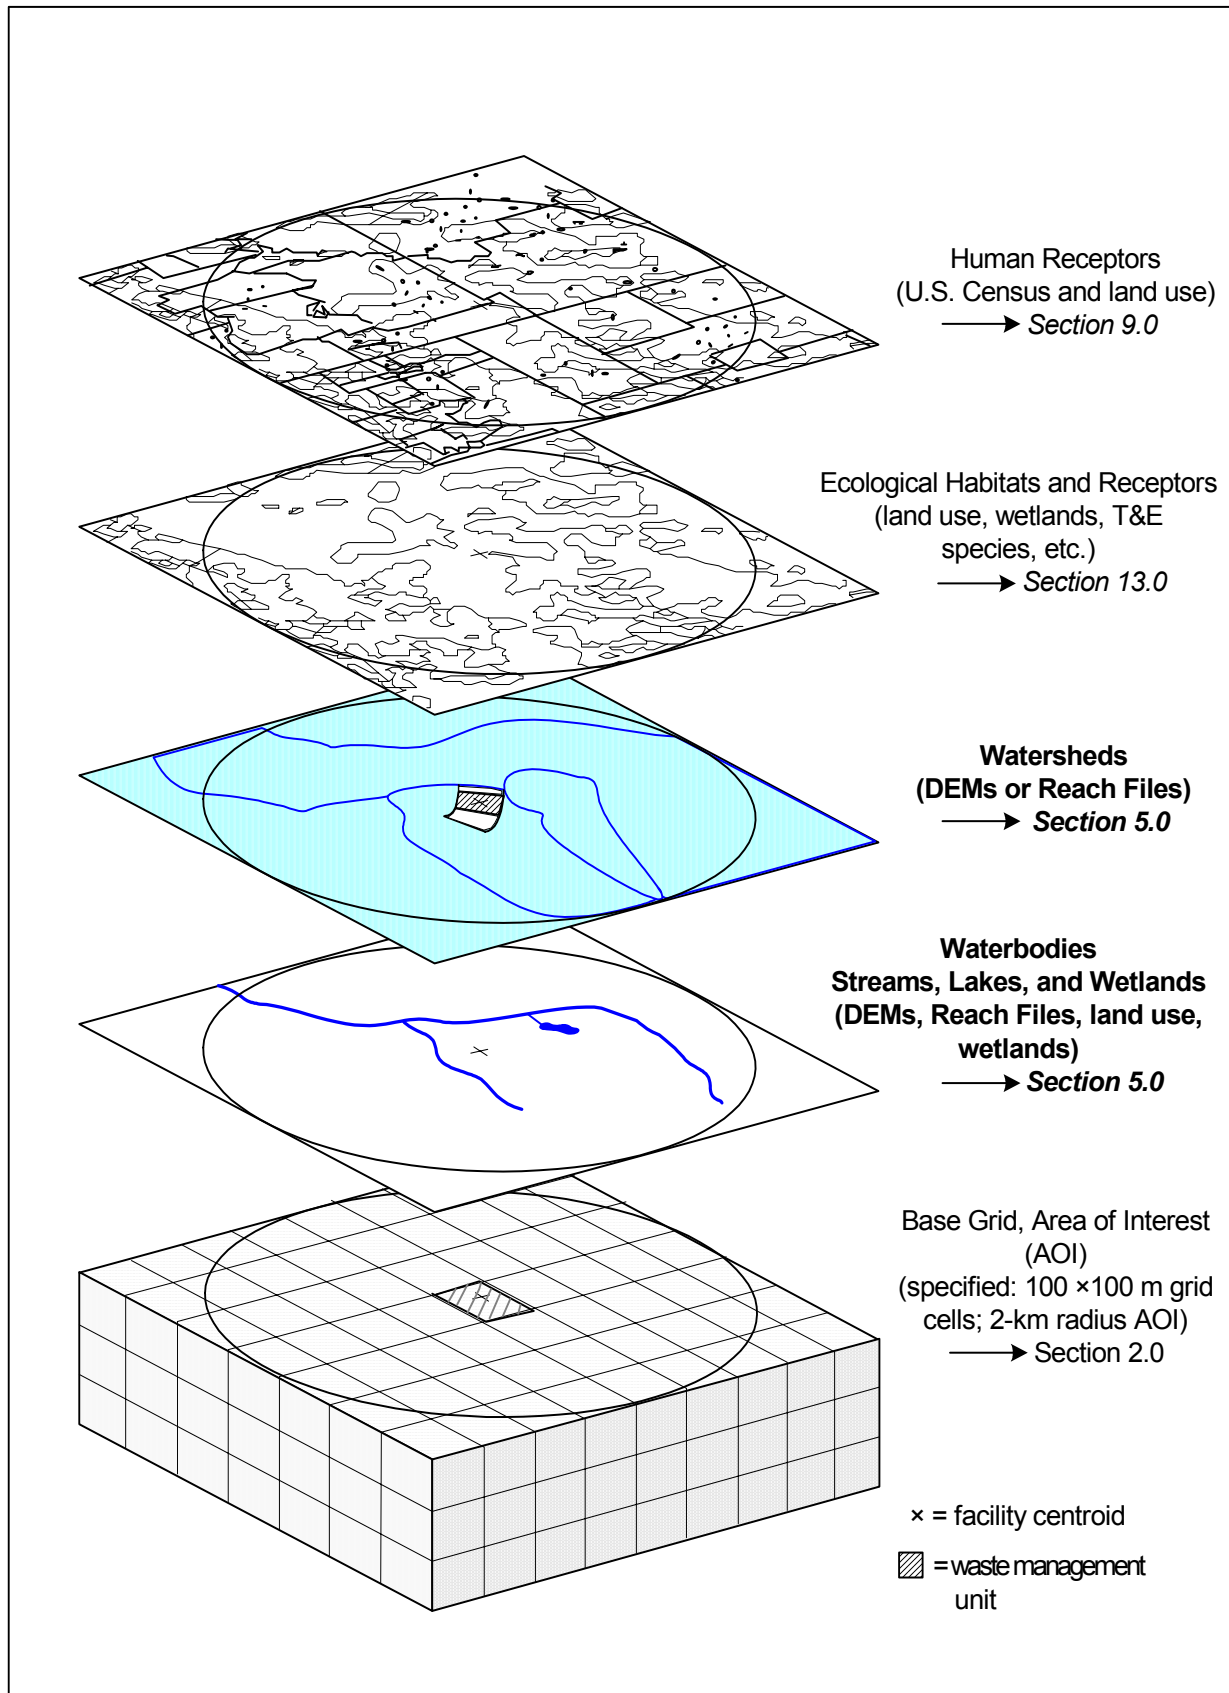 Human Receptors
(U.S. Census and land use)
Section 9.0
Ecological Habitats and Receptors
(land use, wetlands, T&E
species, etc.)
Section 13.0
Watersheds
(DEMs or Reach Files)
Section 5.0
Waterbodies
Streams, Lakes, and Wetlands
(DEMs, Reach Files, land use,
wetlands)
Section 5.0
Base Grid, Area of Interest
(AOI)
(specified: 100 ×100 m grid
cells; 2-km radius AOI)
Section 2.0
× = facility centroid
= waste management
unit